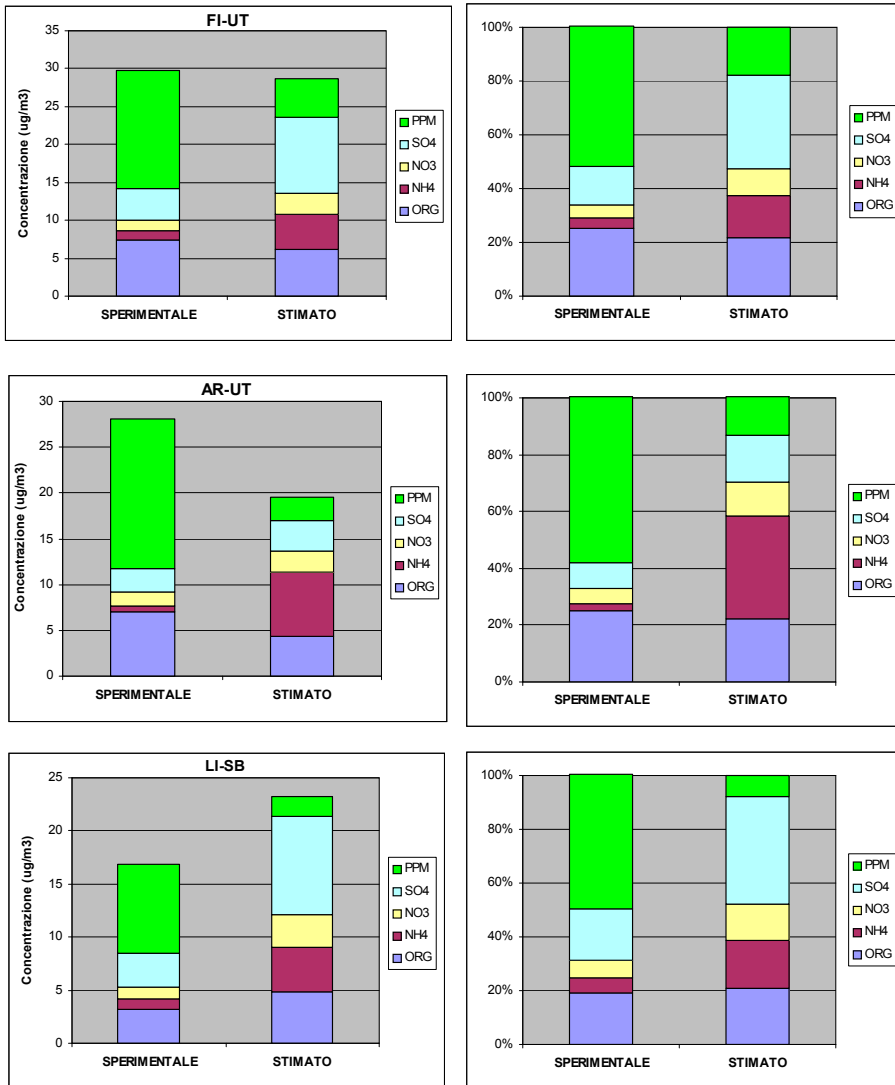 FI-UT
Concentrazione (ug/m3)
35
30
25
20
15
10
5
0
SPERIMENTALE
STIMATO
PPM
SO4
NO3
NH4
ORG
100%
80%
60%
40%
20%
0%
SPERIMENTALE
STIMATO
PPM
SO4
NO3
NH4
ORG
AR-UT
Concentrazione (ug/m3)
30
25
20
15
10
5
0
SPERIMENTALE
STIMATO
PPM
SO4
NO3
NH4
ORG
100%
80%
60%
40%
20%
0%
SPERIMENTALE
STIMATO
PPM
SO4
NO3
NH4
ORG
LI-SB
Concentrazione (ug/m3)
25
20
15
10
5
0
SPERIMENTALE
STIMATO
PPM
SO4
NO3
NH4
ORG
100%
80%
60%
40%
20%
0%
SPERIMENTALE
STIMATO
PPM
SO4
NO3
NH4
ORG